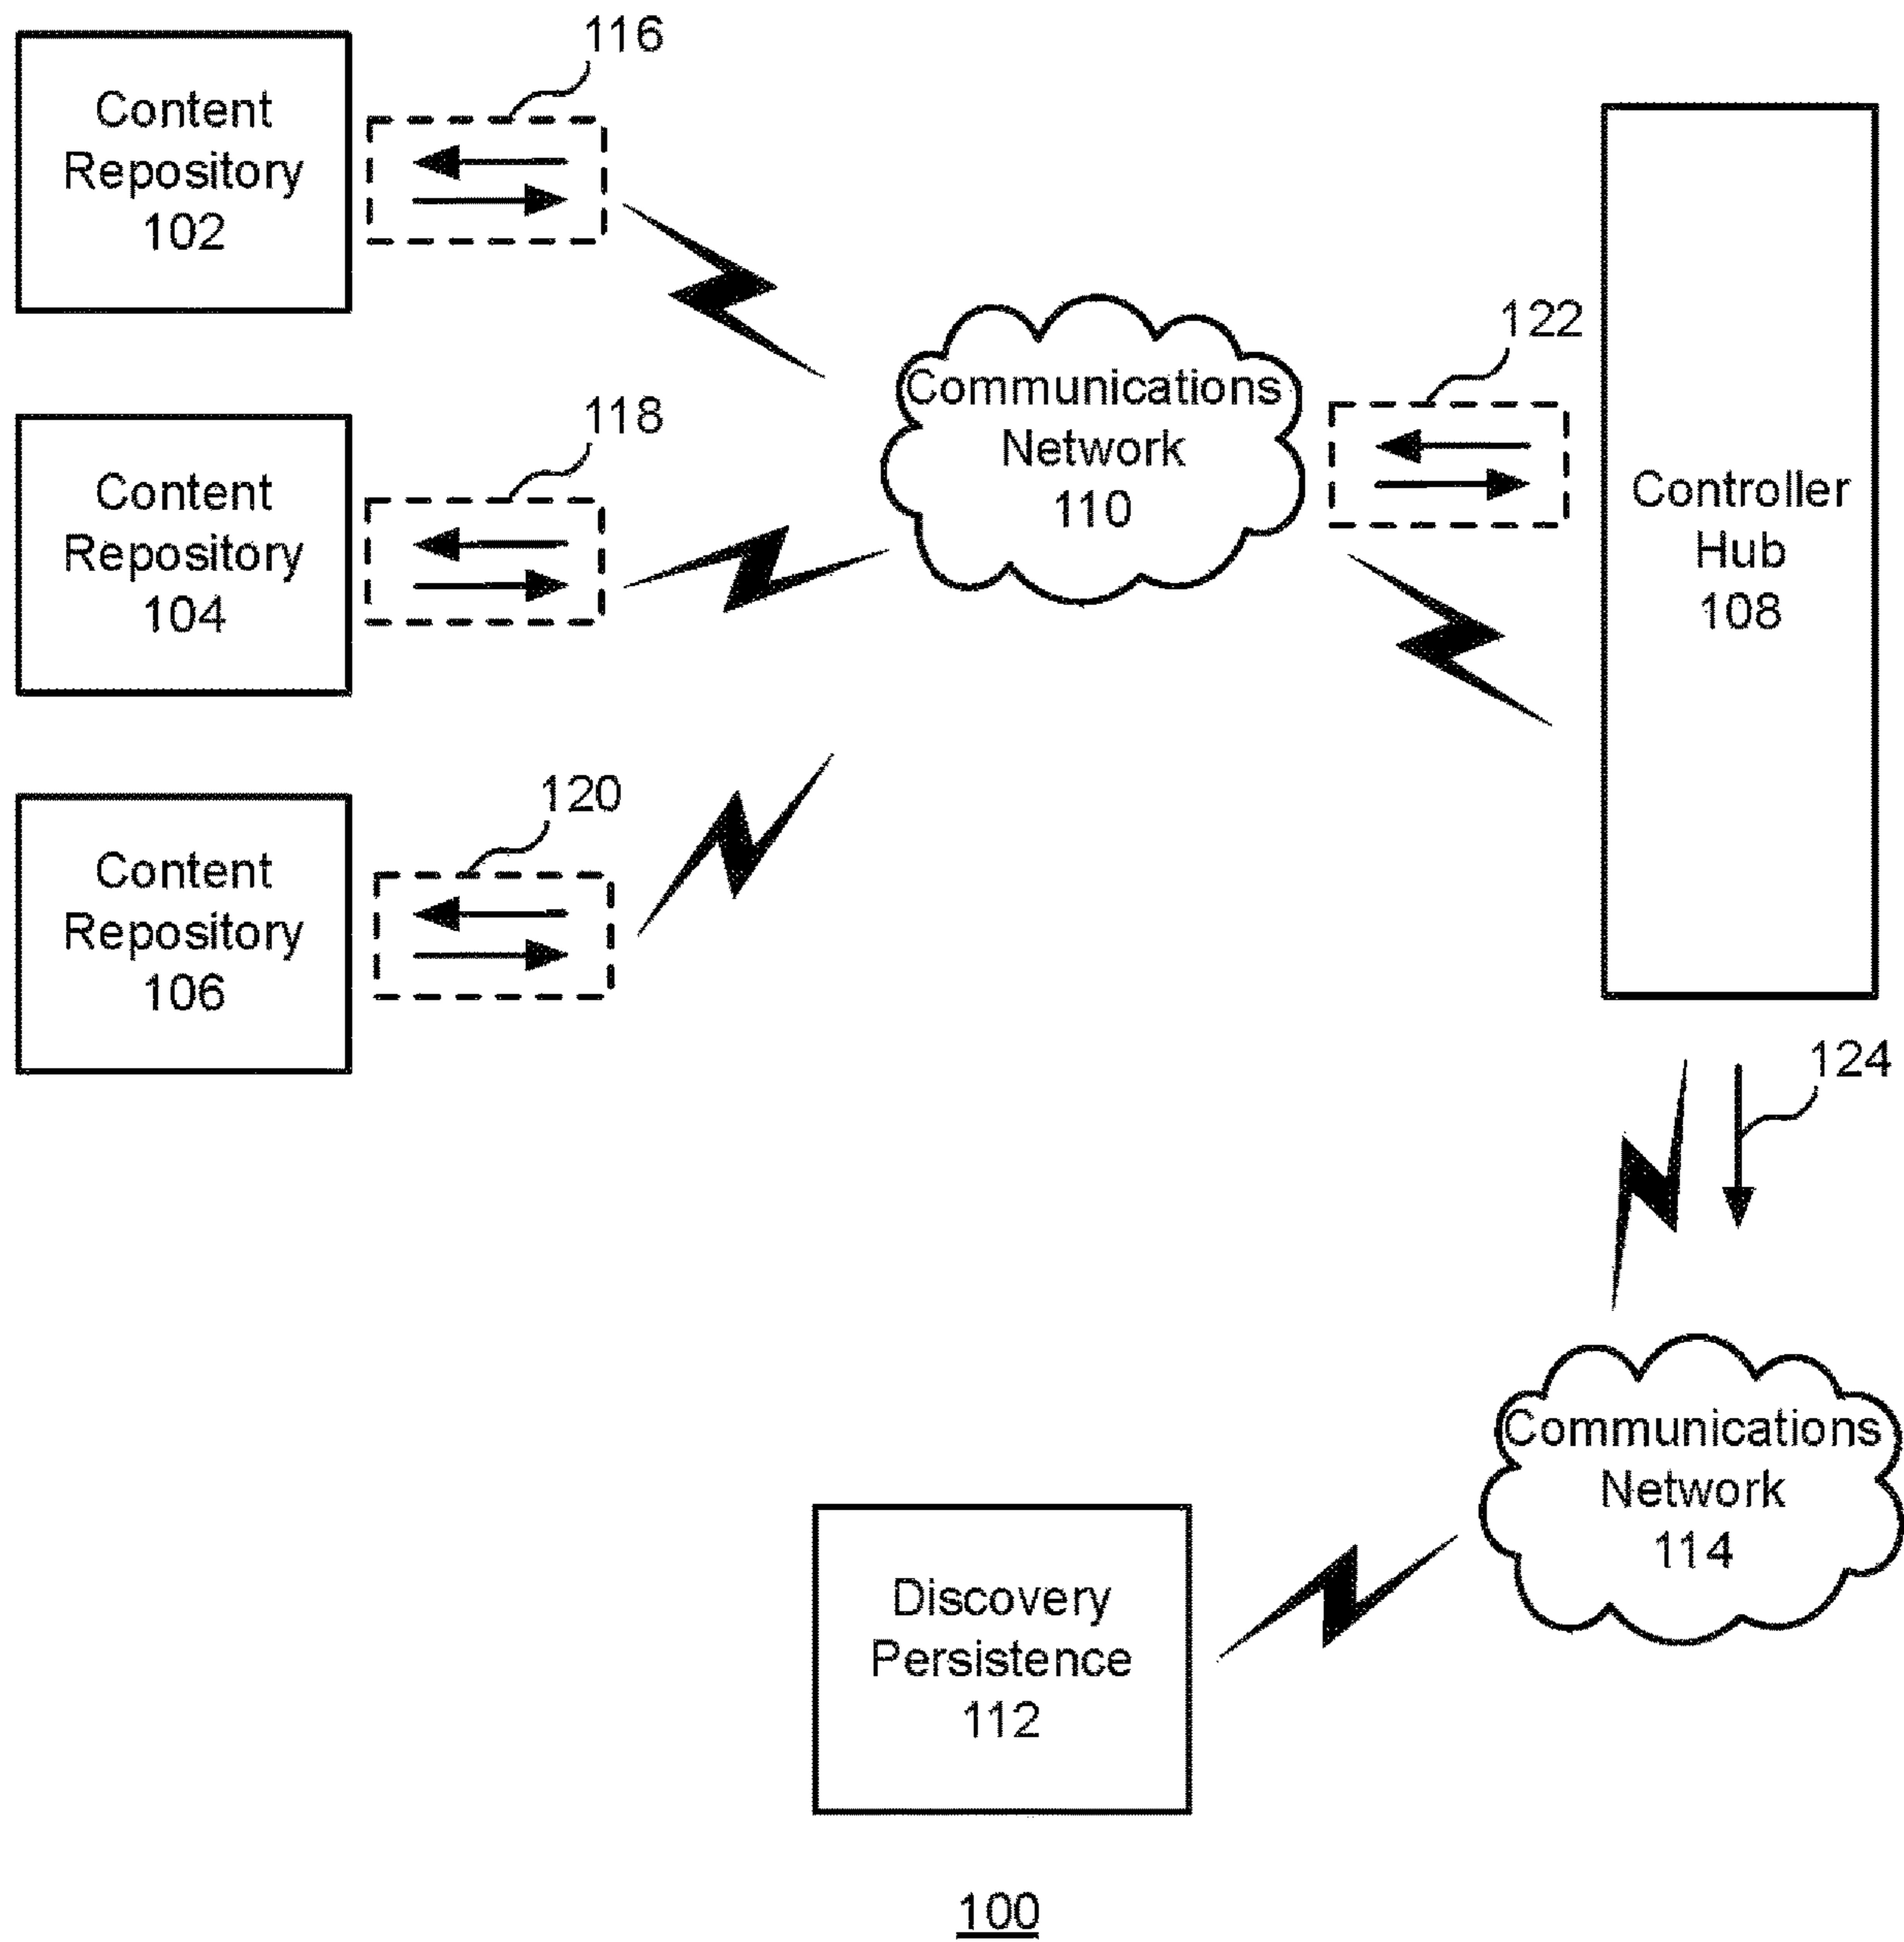 116
Content
Repository
102
122
Communications
Network
110
118
Content
Repository
104
Controller
Hub
108
120
Content
Repository
106
124
Communications
Network
114
Discovery
Persistence
112
100